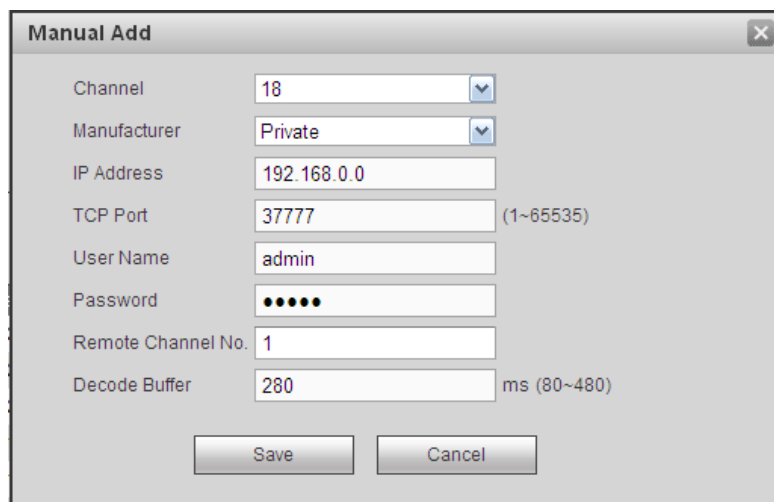 Manual Add
Channel 18
Manufacturer Private
IP Address 192.168.0.0
TCP Port 37777 (1~65535)
User Name admin
Password ●●●●●
Remote Channel No. 1
Decode Buffer 280 ms (80~480)
Save Cancel